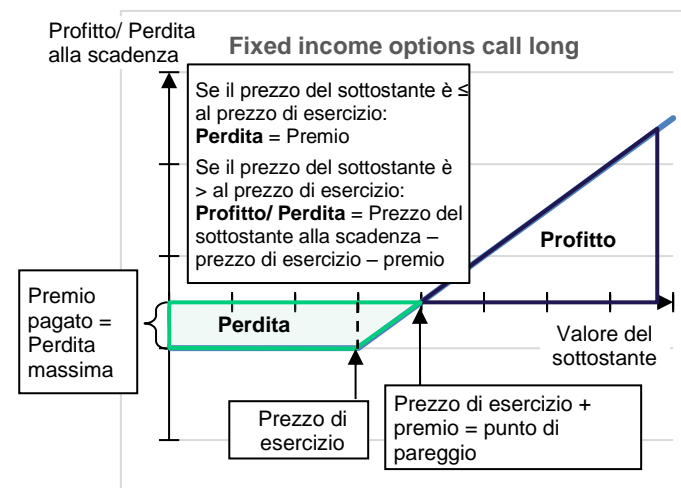 Profitto/ Perdita
alla scadenza
Fixed income options call long
Se il prezzo del sottostante è ≤
al prezzo di esercizio:
Perdita = Premio
Se il prezzo del sottostante è
> al prezzo di esercizio:
Profitto/ Perdita = Prezzo del
sottostante alla scadenza –
prezzo di esercizio – premio
Profitto
Premio
pagato =
Perdita
massima
Perdita
Valore del
sottostante
Prezzo di
esercizio
Prezzo di esercizio +
premio = punto di
pareggio